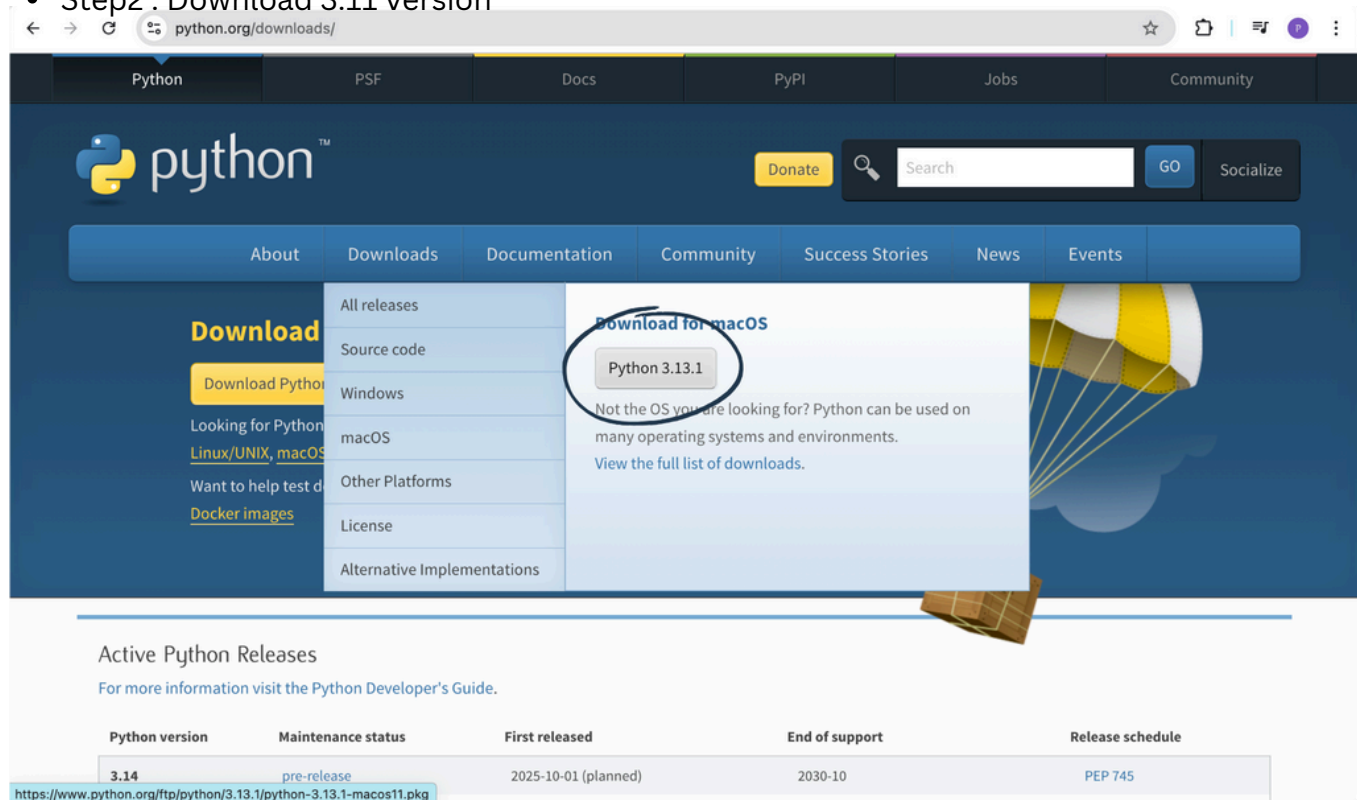 • Step2 : Download 3.11 version
python.org/downloads/
P
Python PSF Docs PyPI Jobs Community
python™
Donate Search GO Socialize
About Downloads Documentation Community Success Stories News Events
Download
Download Python
Looking for Python
Linux/UNIX, macOS
Want to help test d
Docker images
All releases
Source code
Windows
macOS
Other Platforms
License
Alternative Implementations
Download for macOS
Python 3.13.1
Not the OS you are looking for? Python can be used on
many operating systems and environments.
View the full list of downloads.
Active Python Releases
For more information visit the Python Developer's Guide.
Python version Maintenance status First released End of support Release schedule
3.14 pre-release 2025-10-01 (planned) 2030-10 PEP 745
https://www.python.org/ftp/python/3.13.1/python-3.13.1-macos11.pkg